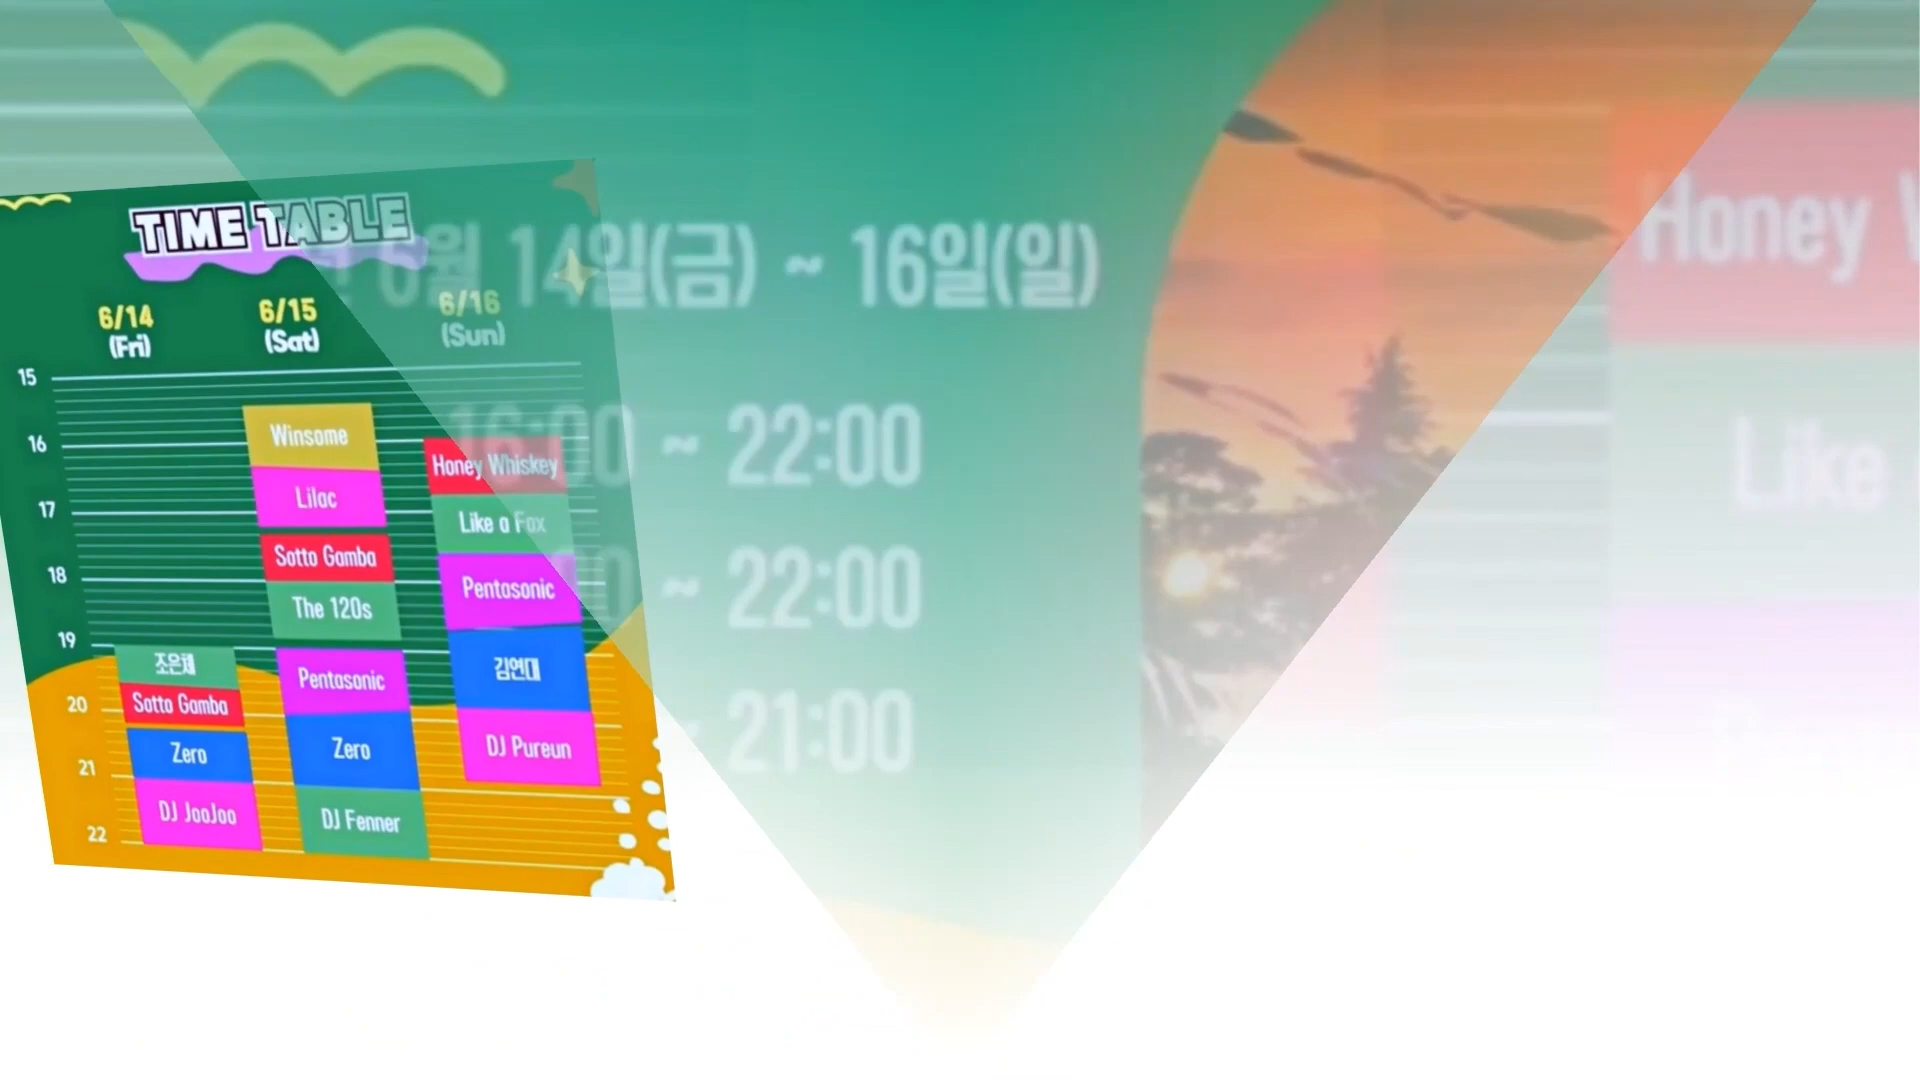 TIME TABLE
6/14
(Fri)
6/15
(Sat)
6/16
(Sun)
15
16
17
18
19
20
21
22
조은체
Sotto Gamba
Zero
DJ JooJoo
Winsome
Lilac
Sotto Gamba
The 120s
Pentasonic
Zero
DJ Fenner
Honey Whiskey
Like a Fox
Pentasonic
김연대
DJ Pureun
6월 14일(금) ~ 16일(일)
16:00 ~ 22:00
~ 22:00
~ 21:00
Honey
Like